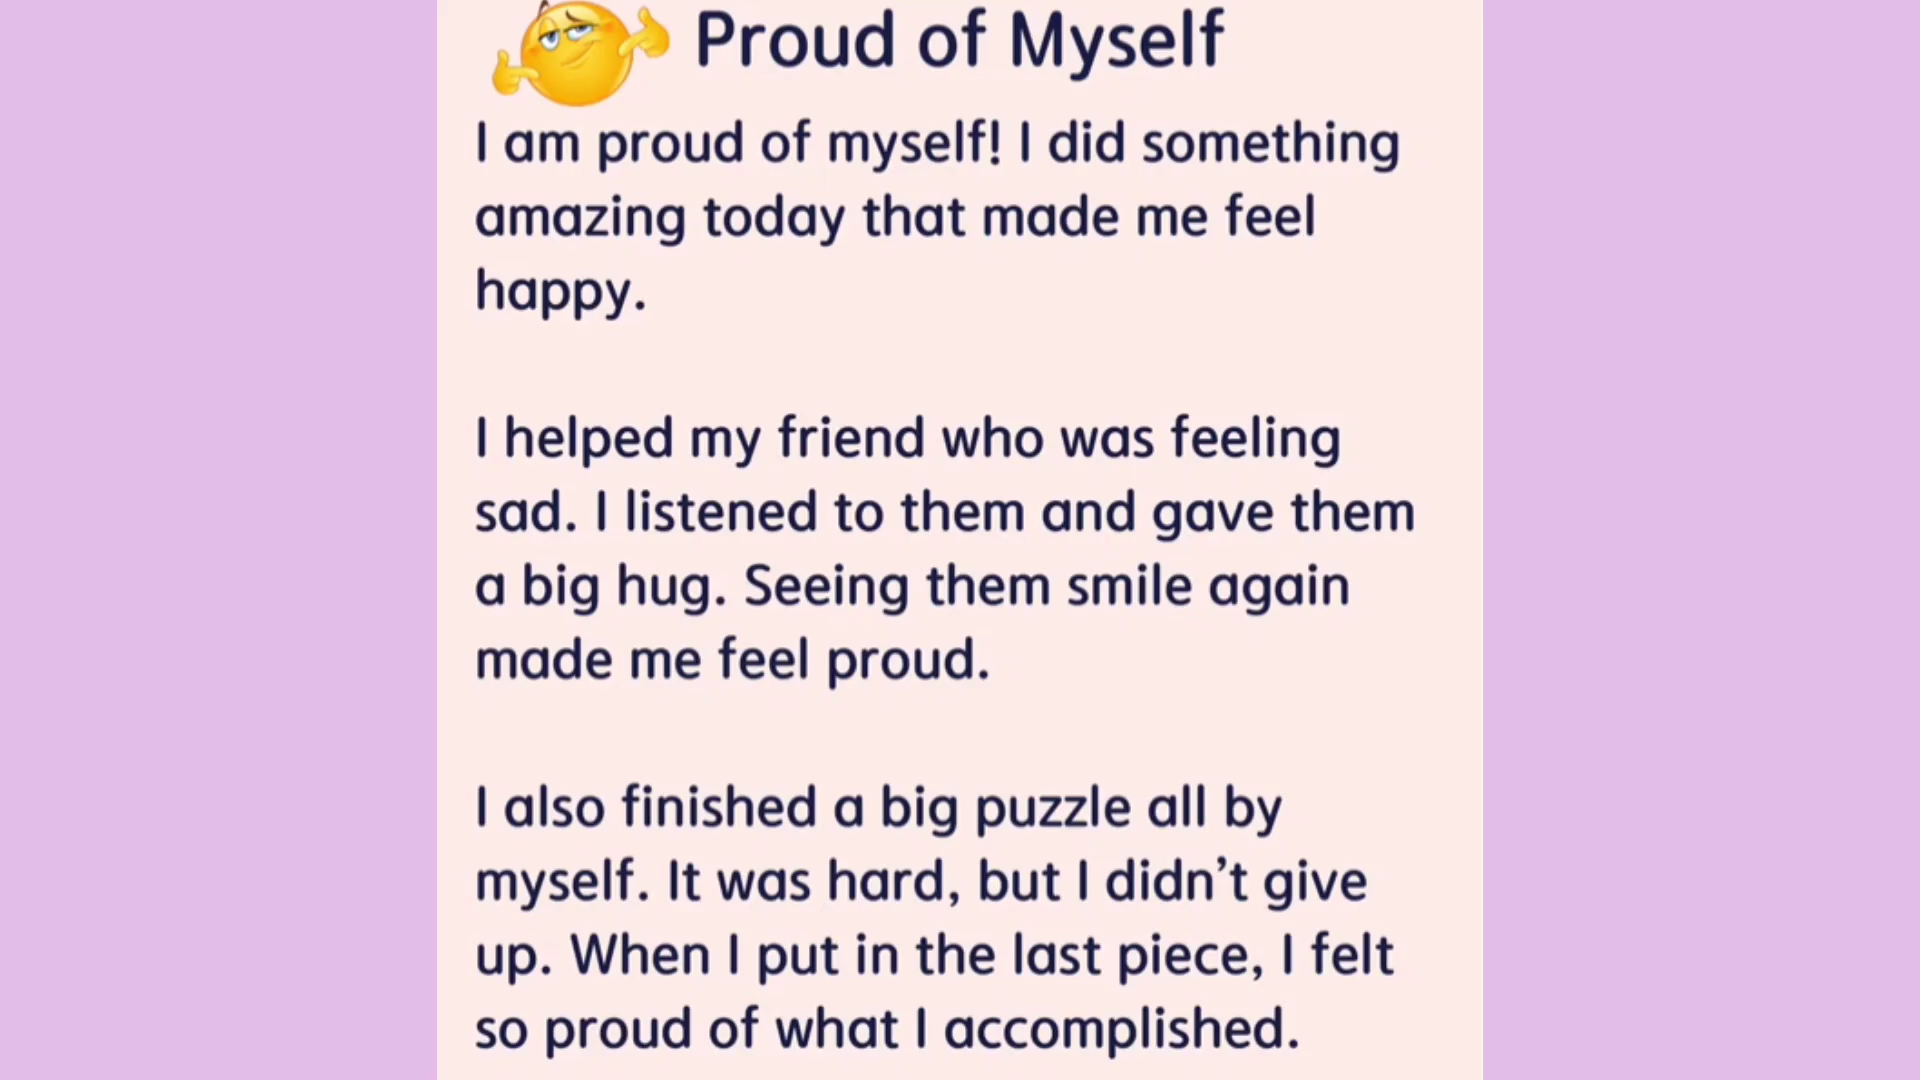 Proud of Myself
I am proud of myself! I did something
amazing today that made me feel
happy.
I helped my friend who was feeling
sad. I listened to them and gave them
a big hug. Seeing them smile again
made me feel proud.
I also finished a big puzzle all by
myself. It was hard, but I didn’t give
up. When I put in the last piece, I felt
so proud of what I accomplished.